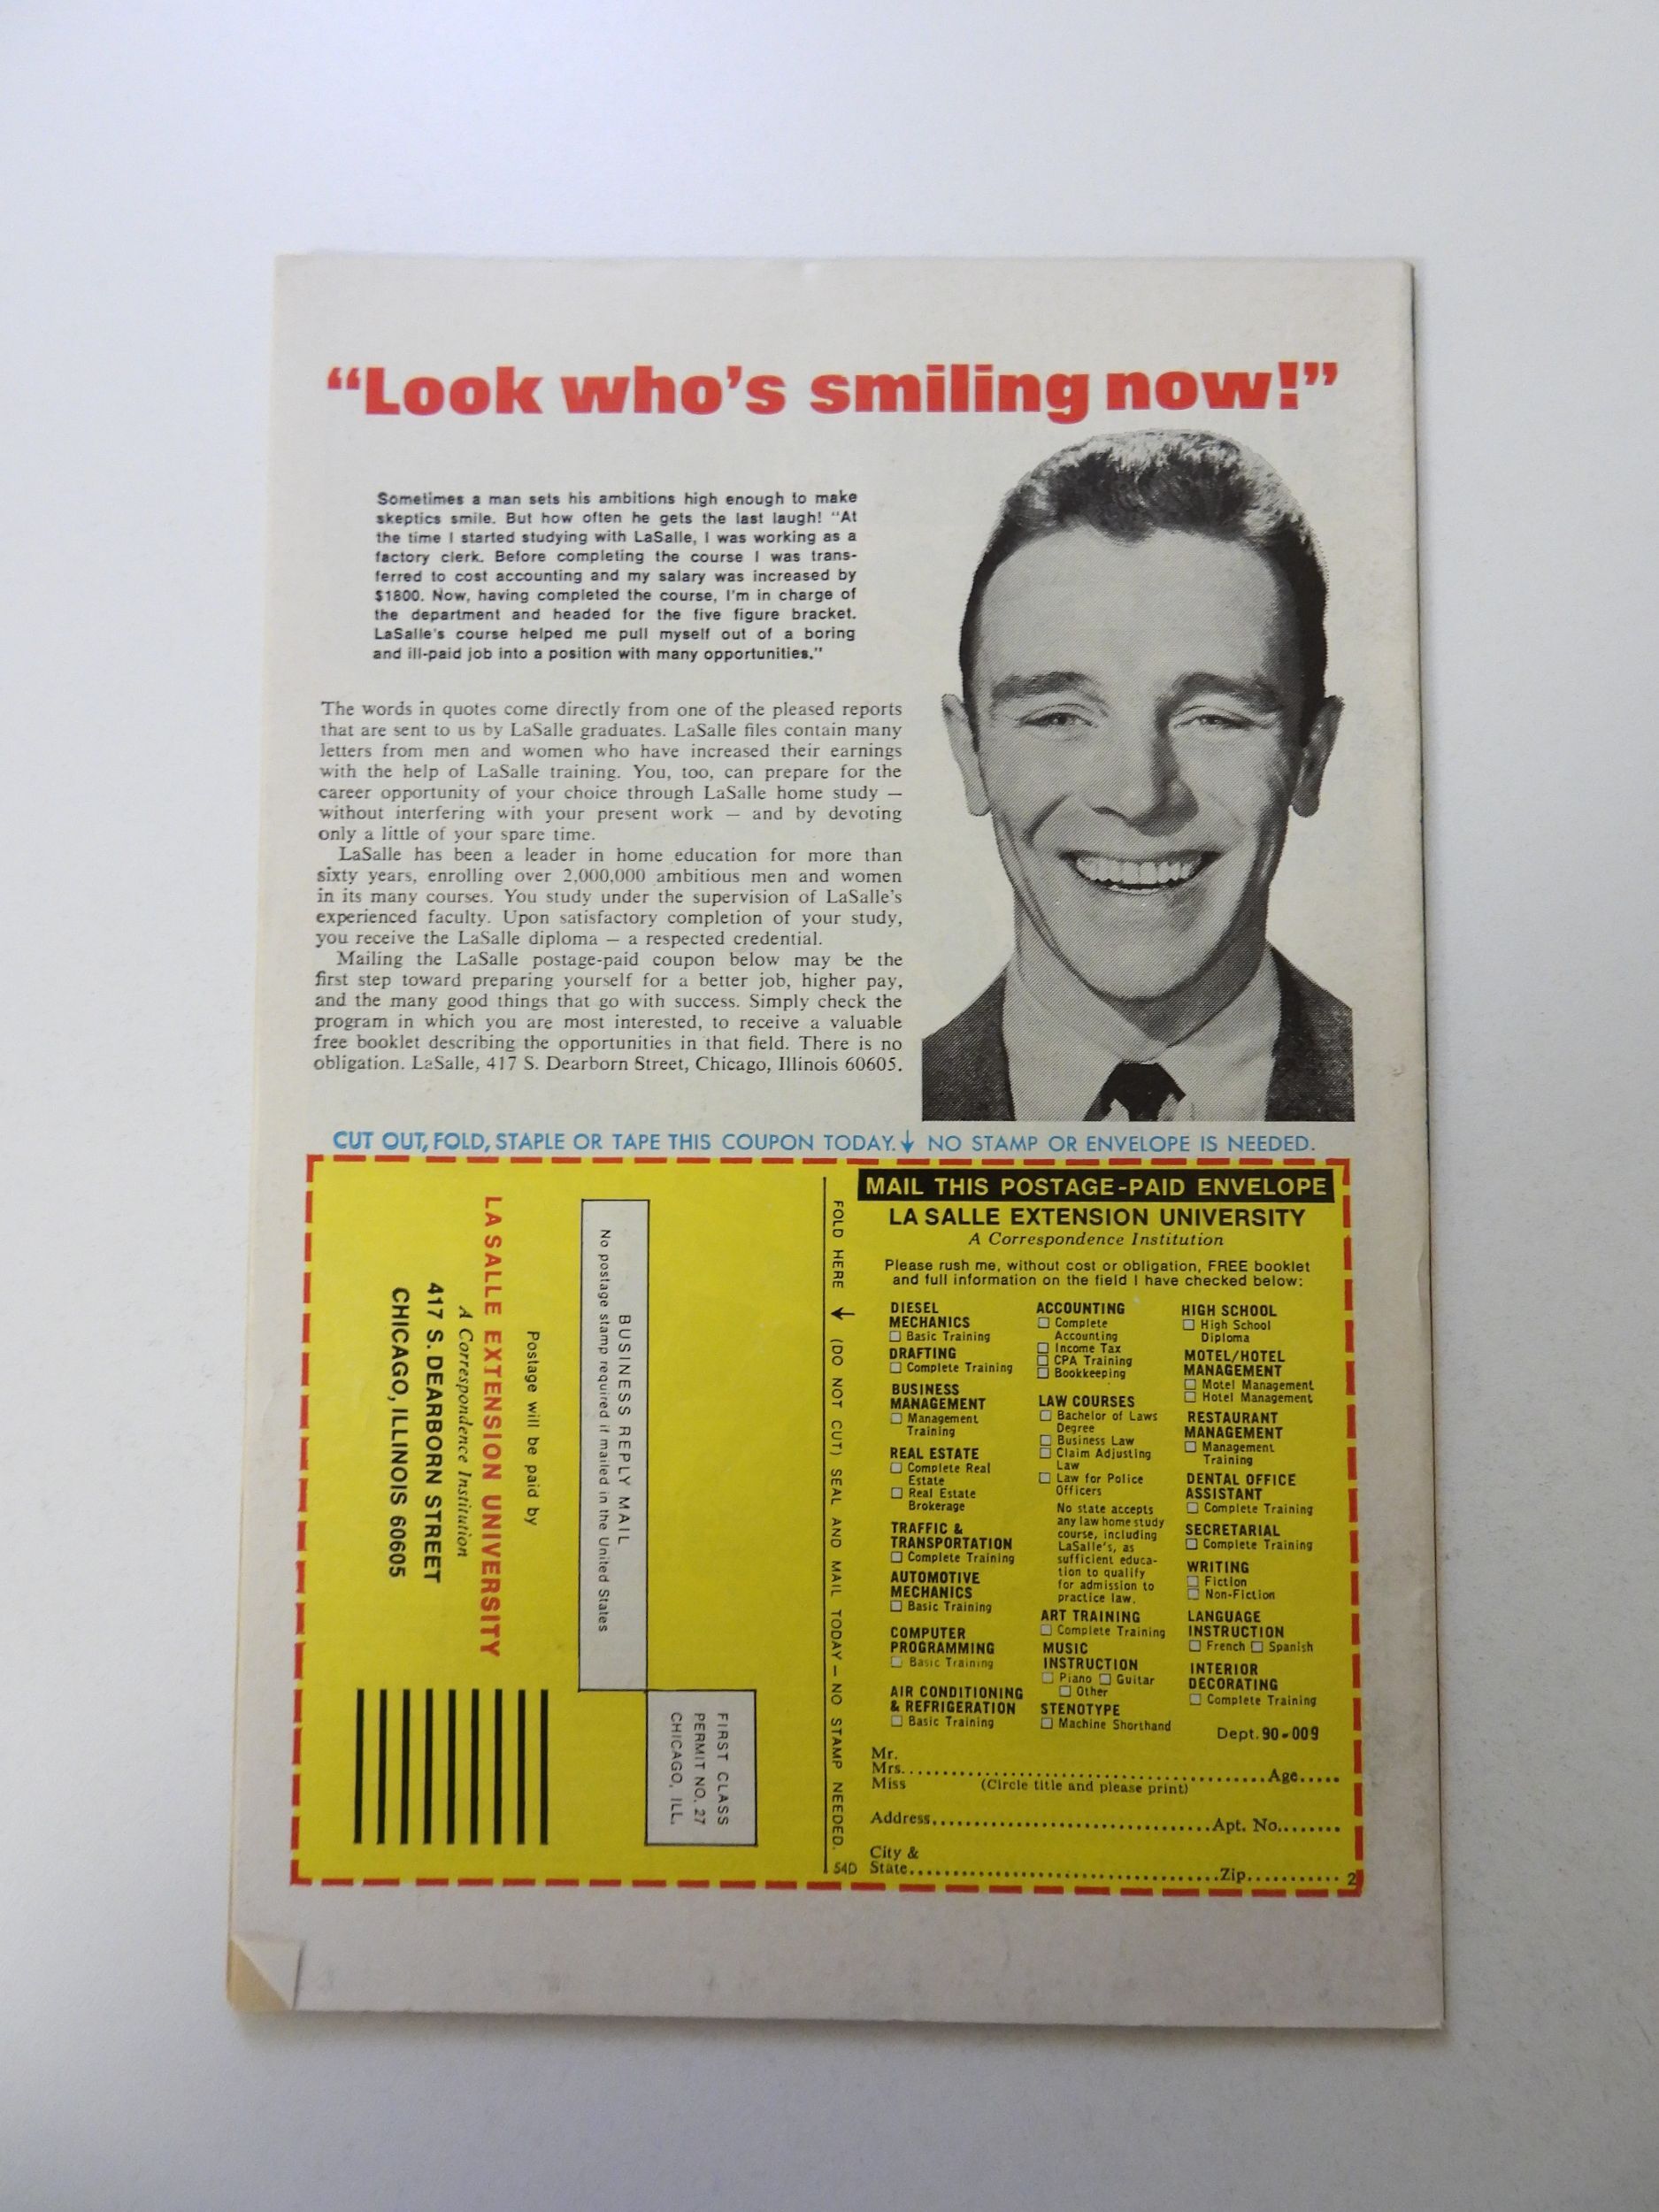 “Look who’s smiling now!”
Sometimes a man sets his ambitions high enough to make
skeptics smile. But how often he gets the last laugh! “At
the time I started studying with LaSalle, I was working as a
factory clerk. Before completing the course I was trans-
ferred to cost accounting and my salary was increased by
$1800. Now, having completed the course, I’m in charge of
the department and headed for the five figure bracket.
LaSalle’s course helped me pull myself out of a boring
and ill-paid job into a position with many opportunities.”
The words in quotes come directly from one of the pleased reports
that are sent to us by LaSalle graduates. LaSalle files contain many
letters from men and women who have increased their earnings
with the help of LaSalle training. You, too, can prepare for the
career opportunity of your choice through LaSalle home study —
without interfering with your present work — and by devoting
only a little of your spare time.
LaSalle has been a leader in home education for more than
sixty years, enrolling over 2,000,000 ambitious men and women
in its many courses. You study under the supervision of LaSalle’s
experienced faculty. Upon satisfactory completion of your study,
you receive the LaSalle diploma — a respected credential.
Mailing the LaSalle postage-paid coupon below may be the
first step toward preparing yourself for a better job, higher pay,
and the many good things that go with success. Simply check the
program in which you are most interested, to receive a valuable
free booklet describing the opportunities in that field. There is no
obligation. LaSalle, 417 S. Dearborn Street, Chicago, Illinois 60605.
CUT OUT, FOLD, STAPLE OR TAPE THIS COUPON TODAY. ↓ NO STAMP OR ENVELOPE IS NEEDED.
FIRST CLASS
PERMIT NO. 27
CHICAGO, ILL.
BUSINESS REPLY MAIL
No postage stamp required if mailed in the United States
Postage will be paid by
LA SALLE EXTENSION UNIVERSITY
A Correspondence Institution
417 S. DEARBORN STREET
CHICAGO, ILLINOIS 60605
FOLD HERE ↓ (DO NOT CUT) SEAL AND MAIL TODAY — NO STAMP NEEDED.
54D
MAIL THIS POSTAGE-PAID ENVELOPE
LA SALLE EXTENSION UNIVERSITY
A Correspondence Institution
Please rush me, without cost or obligation, FREE booklet
and full information on the field I have checked below:
DIESEL
MECHANICS
☐ Basic Training
DRAFTING
☐ Complete Training
BUSINESS
MANAGEMENT
☐ Management
Training
REAL ESTATE
☐ Complete Real
Estate
☐ Real Estate
Brokerage
TRAFFIC &
TRANSPORTATION
☐ Complete Training
AUTOMOTIVE
MECHANICS
☐ Basic Training
COMPUTER
PROGRAMMING
☐ Basic Training
AIR CONDITIONING
& REFRIGERATION
☐ Basic Training
ACCOUNTING
☐ Complete
Accounting
☐ Income Tax
☐ CPA Training
☐ Bookkeeping
LAW COURSES
☐ Bachelor of Laws
Degree
☐ Business Law
☐ Claim Adjusting
Law
☐ Law for Police
Officers
No state accepts
any law home study
course, including
LaSalle’s, as
sufficient educa-
tion to qualify
for admission to
practice law.
ART TRAINING
☐ Complete Training
MUSIC
INSTRUCTION
☐ Piano ☐ Guitar
☐ Other
STENOTYPE
☐ Machine Shorthand
HIGH SCHOOL
☐ High School
Diploma
MOTEL/HOTEL
MANAGEMENT
☐ Motel Management
☐ Hotel Management
RESTAURANT
MANAGEMENT
☐ Management
Training
DENTAL OFFICE
ASSISTANT
☐ Complete Training
SECRETARIAL
☐ Complete Training
WRITING
☐ Fiction
☐ Non-Fiction
LANGUAGE
INSTRUCTION
☐ French ☐ Spanish
INTERIOR
DECORATING
☐ Complete Training
Dept. 90-009
Mr.
Mrs. Age
Miss (Circle title and please print)
Address Apt. No.
City &
State Zip
2